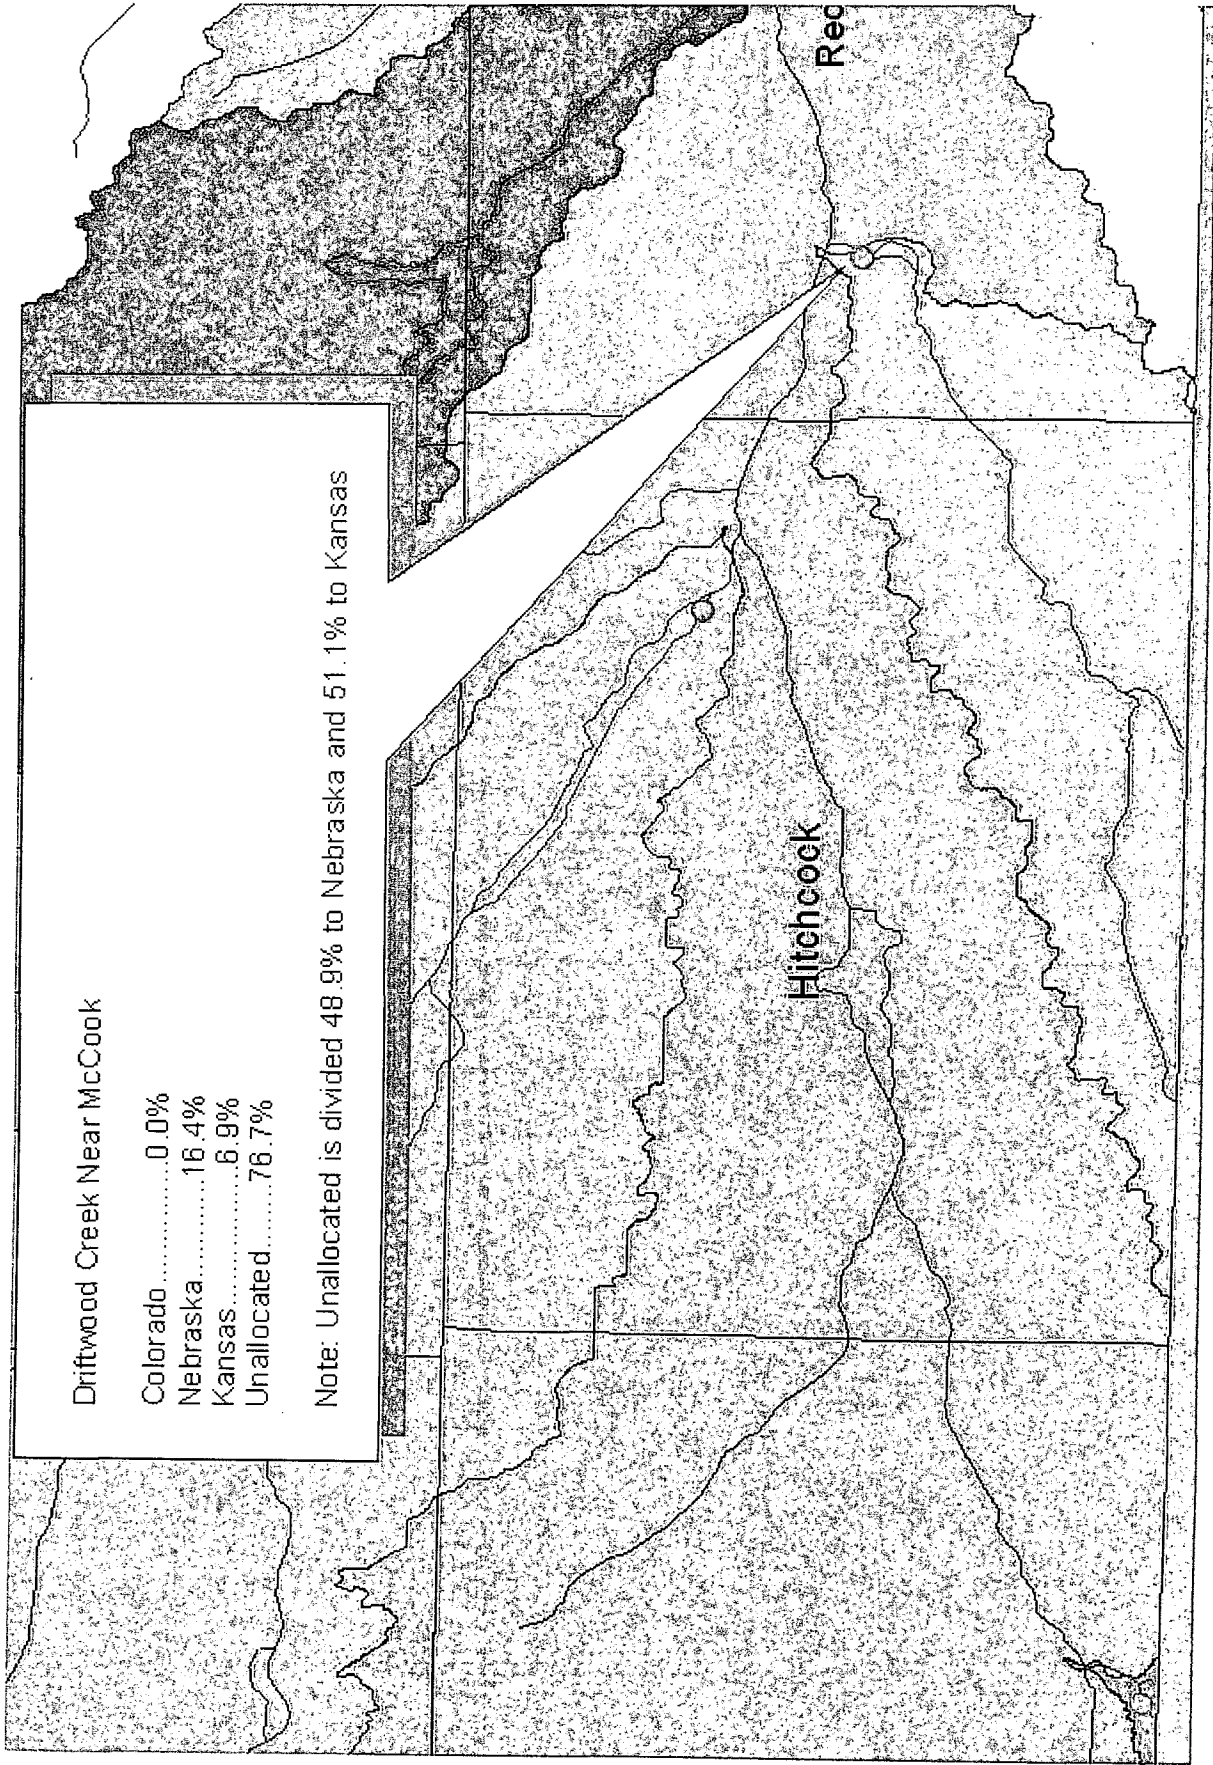 Driftwood Creek Near McCook
Colorado..............0.0%
Nebraska...........16.4%
Kansas................6.9%
Unallocated.......76.7%
Note: Unallocated is divided 48.9% to Nebraska and 51.1% to Kansas
Hitchcock
Red